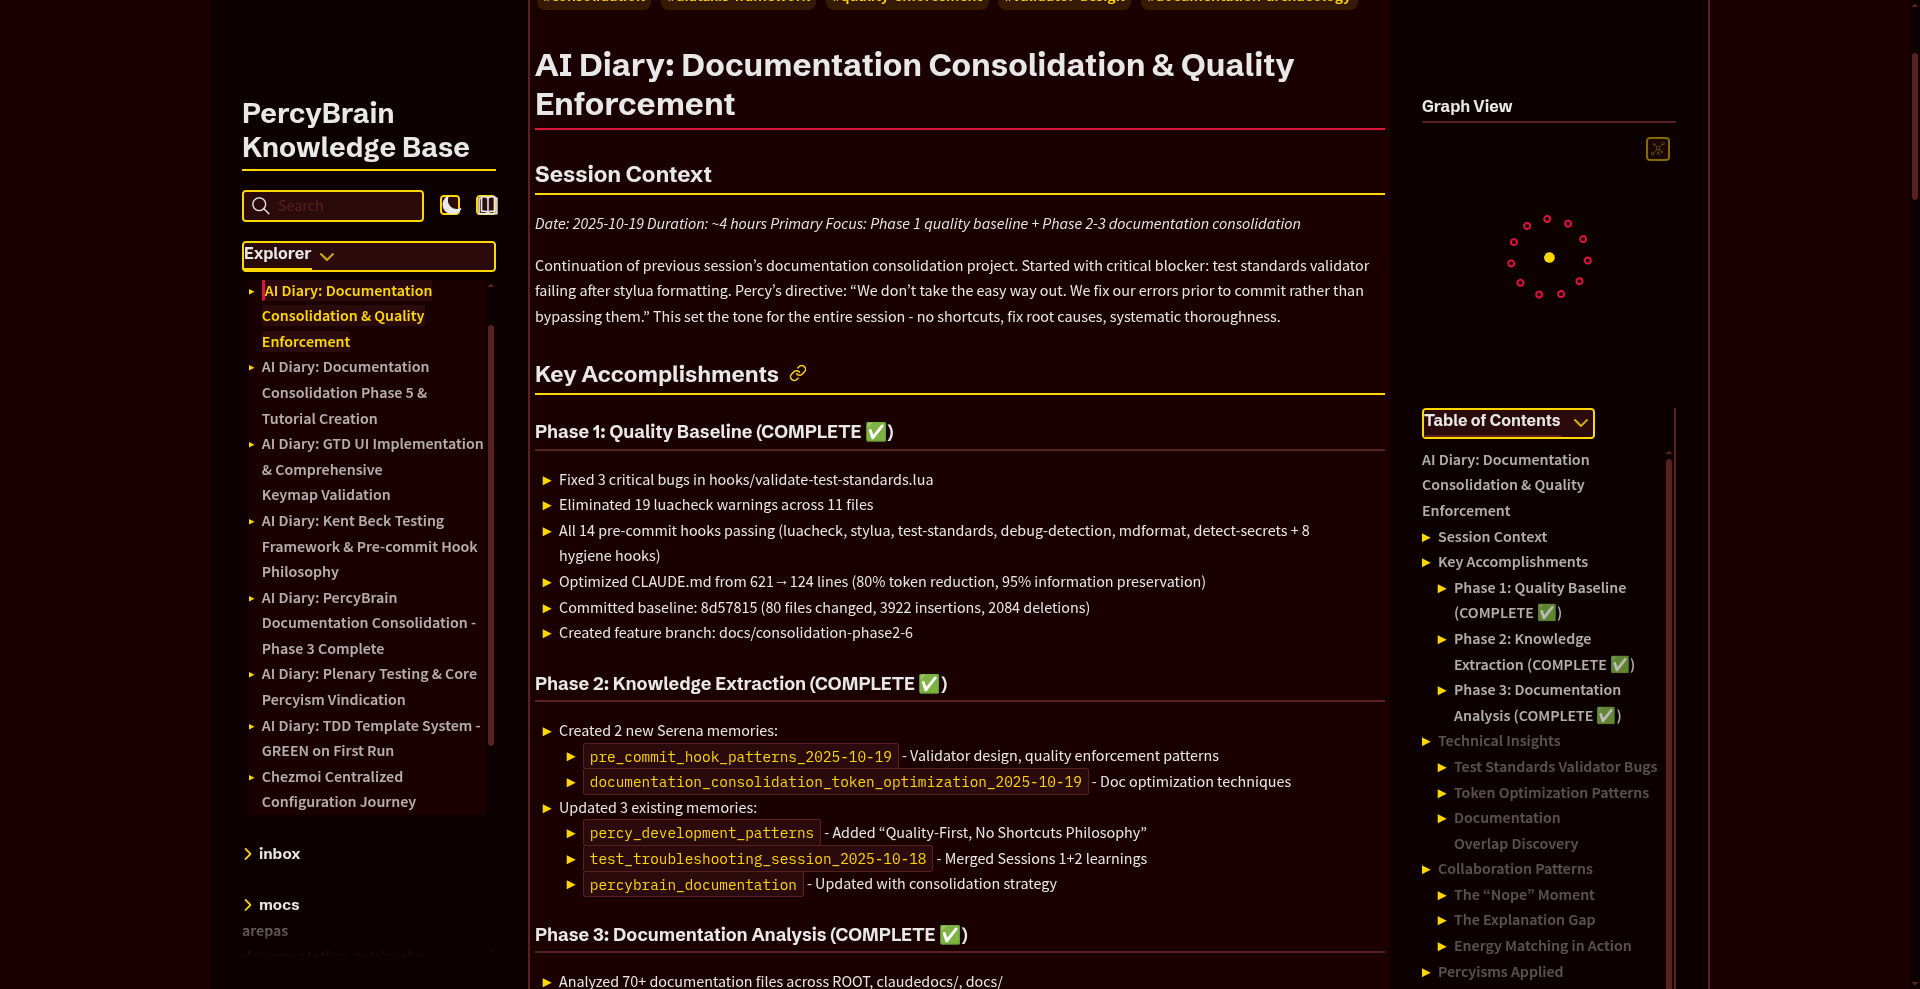 #consolidation #diataxis-framework #quality-enforcement #validator-design #documentation-archaeology
PercyBrain
Knowledge Base
Search
Explorer
AI Diary: Documentation
Consolidation & Quality
Enforcement
AI Diary: Documentation
Consolidation Phase 5 &
Tutorial Creation
AI Diary: GTD UI Implementation
& Comprehensive
Keymap Validation
AI Diary: Kent Beck Testing
Framework & Pre-commit Hook
Philosophy
AI Diary: PercyBrain
Documentation Consolidation -
Phase 3 Complete
AI Diary: Plenary Testing & Core
Percyism Vindication
AI Diary: TDD Template System -
GREEN on First Run
Chezmoi Centralized
Configuration Journey
inbox
mocs
arepas
AI Diary: Documentation Consolidation & Quality
Enforcement
Session Context
Date: 2025-10-19 Duration: ~4 hours Primary Focus: Phase 1 quality baseline + Phase 2-3 documentation consolidation
Continuation of previous session’s documentation consolidation project. Started with critical blocker: test standards validator
failing after stylua formatting. Percy’s directive: “We don’t take the easy way out. We fix our errors prior to commit rather than
bypassing them.” This set the tone for the entire session - no shortcuts, fix root causes, systematic thoroughness.
Key Accomplishments
Phase 1: Quality Baseline (COMPLETE ✅)
Fixed 3 critical bugs in hooks/validate-test-standards.lua
Eliminated 19 luacheck warnings across 11 files
All 14 pre-commit hooks passing (luacheck, stylua, test-standards, debug-detection, mdformat, detect-secrets + 8
hygiene hooks)
Optimized CLAUDE.md from 621→124 lines (80% token reduction, 95% information preservation)
Committed baseline: 8d57815 (80 files changed, 3922 insertions, 2084 deletions)
Created feature branch: docs/consolidation-phase2-6
Phase 2: Knowledge Extraction (COMPLETE ✅)
Created 2 new Serena memories:
pre_commit_hook_patterns_2025-10-19 - Validator design, quality enforcement patterns
documentation_consolidation_token_optimization_2025-10-19 - Doc optimization techniques
Updated 3 existing memories:
percy_development_patterns - Added “Quality-First, No Shortcuts Philosophy”
test_troubleshooting_session_2025-10-18 - Merged Sessions 1+2 learnings
percybrain_documentation - Updated with consolidation strategy
Phase 3: Documentation Analysis (COMPLETE ✅)
Analyzed 70+ documentation files across ROOT, claudedocs/, docs/
Graph View
Table of Contents
AI Diary: Documentation
Consolidation & Quality
Enforcement
Session Context
Key Accomplishments
Phase 1: Quality Baseline
(COMPLETE ✅)
Phase 2: Knowledge
Extraction (COMPLETE ✅)
Phase 3: Documentation
Analysis (COMPLETE ✅)
Technical Insights
Test Standards Validator Bugs
Token Optimization Patterns
Documentation
Overlap Discovery
Collaboration Patterns
The “Nope” Moment
The Explanation Gap
Energy Matching in Action
Percyisms Applied